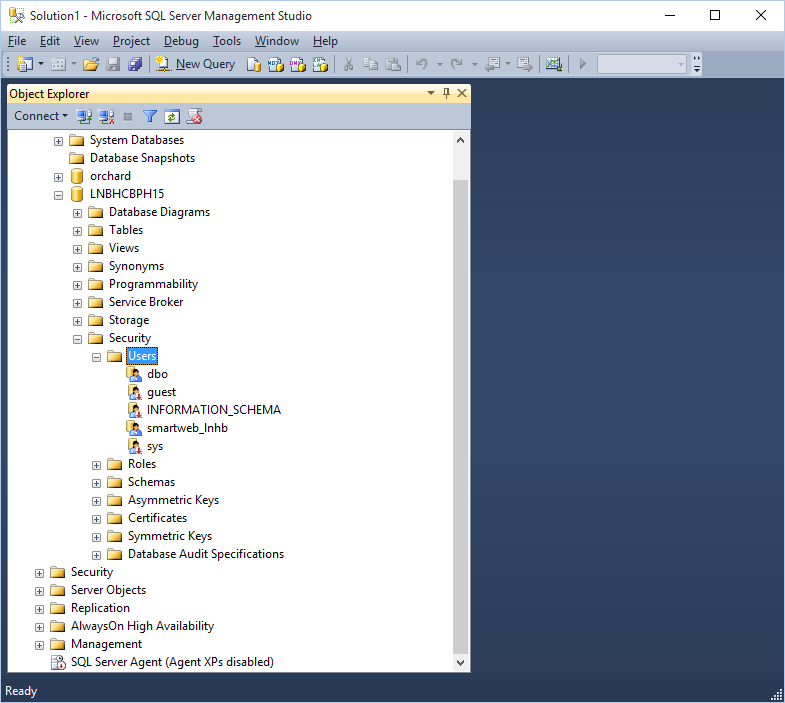 Solution1 - Microsoft SQL Server Management Studio
File Edit View Project Debug Tools Window Help
New Query
Object Explorer
Connect
System Databases
Database Snapshots
orchard
LNBHCBPH15
Database Diagrams
Tables
Views
Synonyms
Programmability
Service Broker
Storage
Security
Users
dbo
guest
INFORMATION_SCHEMA
smartweb_lnhb
sys
Roles
Schemas
Asymmetric Keys
Certificates
Symmetric Keys
Database Audit Specifications
Security
Server Objects
Replication
AlwaysOn High Availability
Management
SQL Server Agent (Agent XPs disabled)
Ready